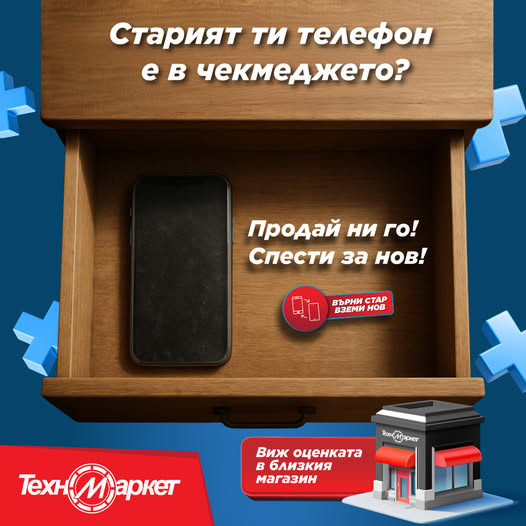 Старият ти телефон
е в чекмеджето?
Продай ни го!
Спести за нов!
ВЪРНИ СТАР
ВЗЕМИ НОВ
Виж оценката
в близкия
магазин
ТехноМаркет
ТехноМаркет